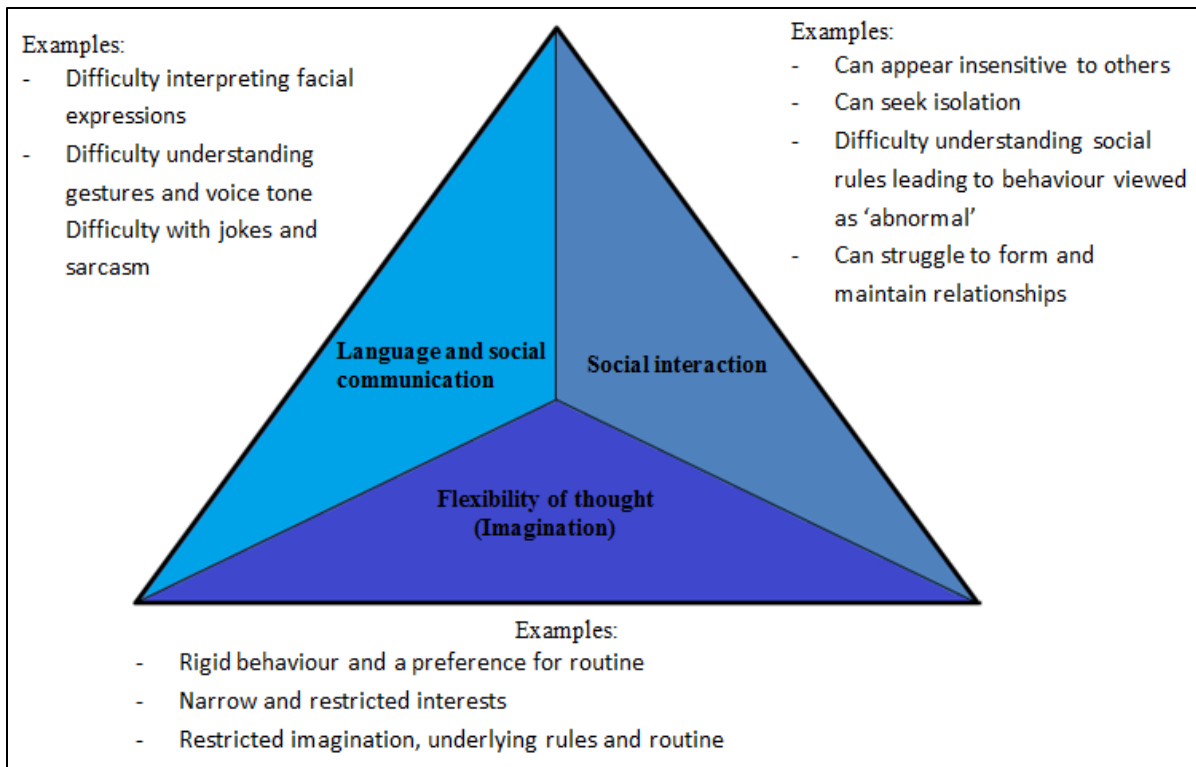 Examples:
- Difficulty interpreting facial
expressions
- Difficulty understanding
gestures and voice tone
Difficulty with jokes and
sarcasm
Examples:
- Can appear insensitive to others
- Can seek isolation
- Difficulty understanding social
rules leading to behaviour viewed
as ‘abnormal’
- Can struggle to form and
maintain relationships
Language and social
communication
Social interaction
Flexibility of thought
(Imagination)
Examples:
- Rigid behaviour and a preference for routine
- Narrow and restricted interests
- Restricted imagination, underlying rules and routine